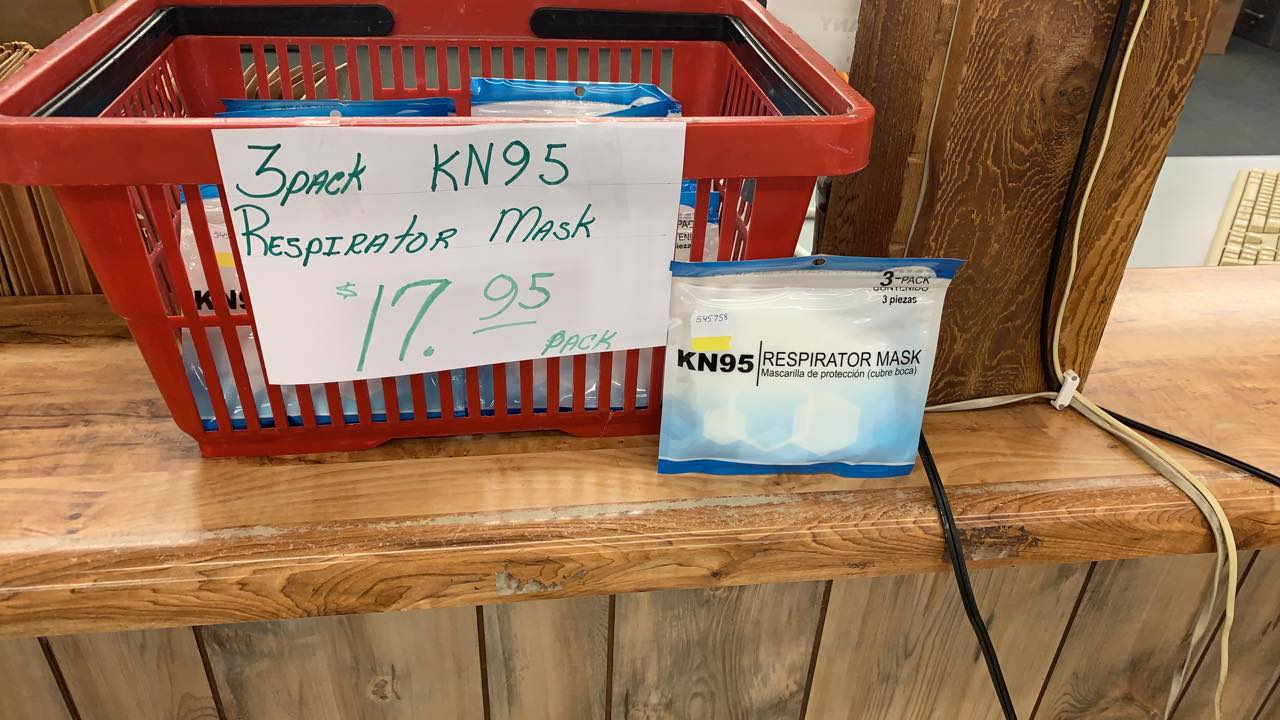 3pack KN95
Respirator Mask
$17.95
pack
3-PACK
CONTENIDO
3 piezas
545758
KN95 RESPIRATOR MASK
Mascarilla de protección (cubre boca)